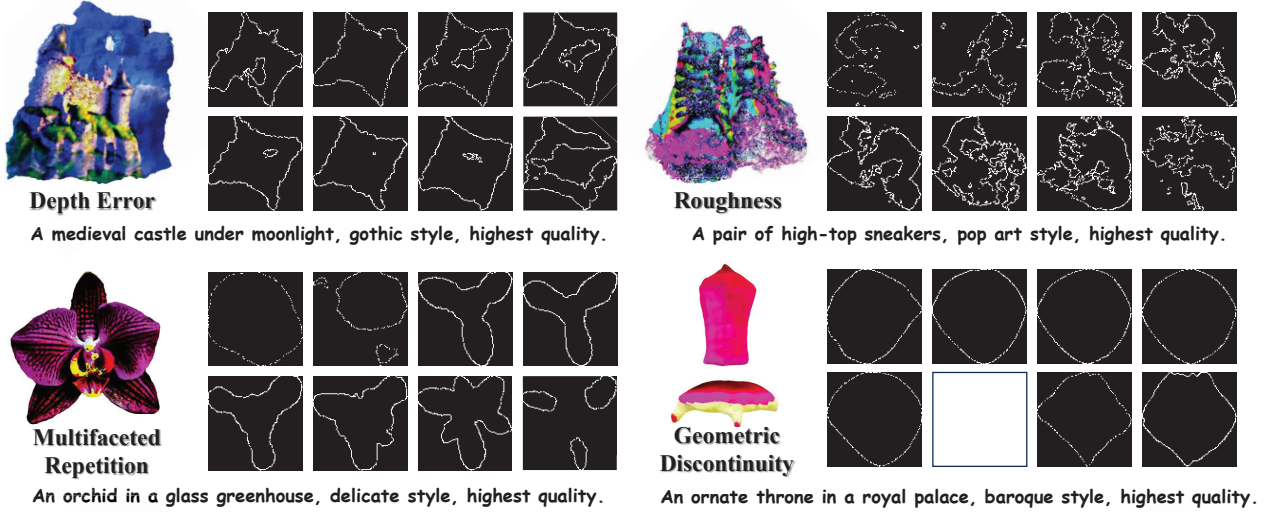 Depth Error
A medieval castle under moonlight, gothic style, highest quality.
Roughness
A pair of high-top sneakers, pop art style, highest quality.
Multifaceted
Repetition
An orchid in a glass greenhouse, delicate style, highest quality.
Geometric
Discontinuity
An ornate throne in a royal palace, baroque style, highest quality.